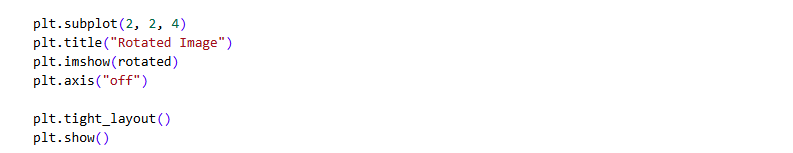 plt.subplot(2, 2, 4)
plt.title("Rotated Image")
plt.imshow(rotated)
plt.axis("off")

plt.tight_layout()
plt.show()